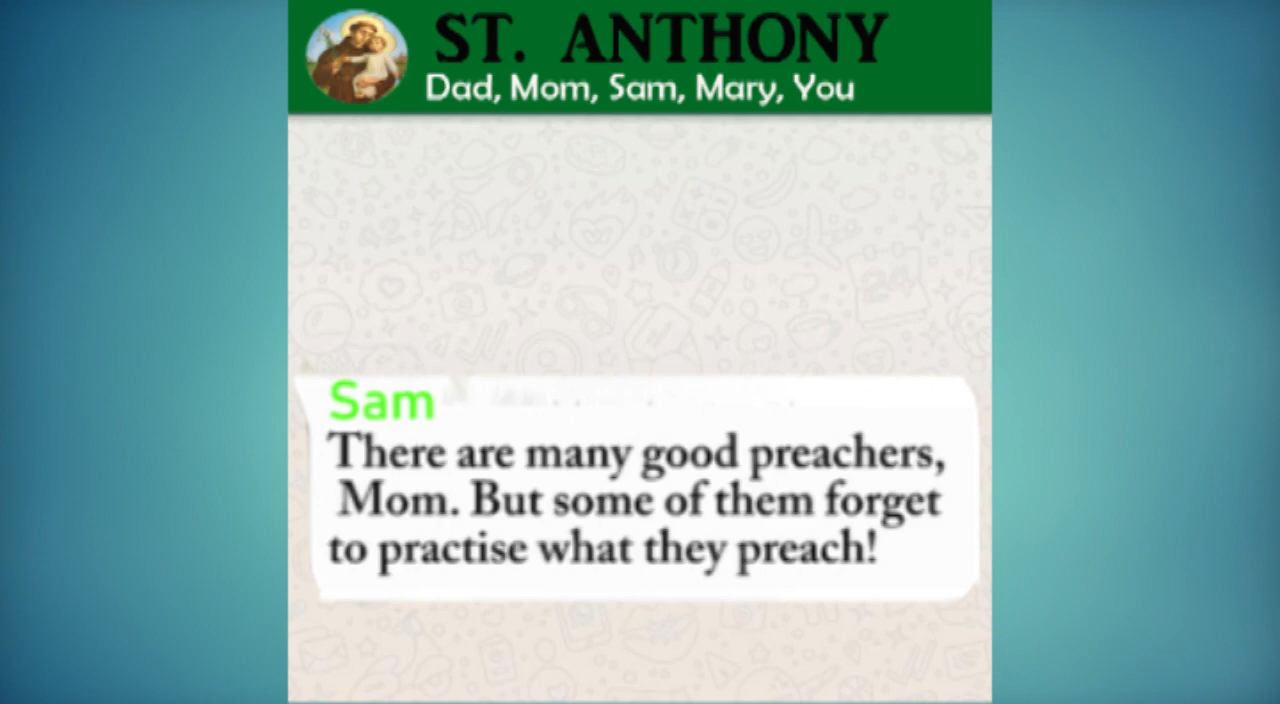 ST. ANTHONY
Dad, Mom, Sam, Mary, You
Sam
There are many good preachers,
Mom. But some of them forget
to practise what they preach!